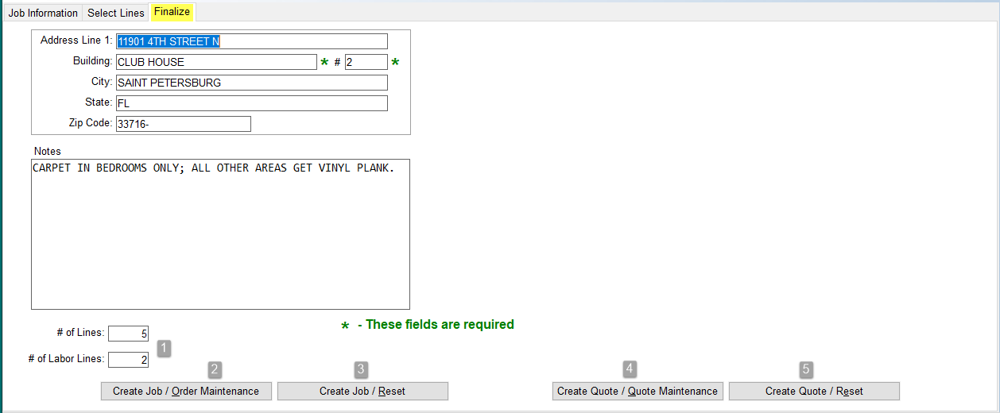 Job Information Select Lines Finalize
Address Line 1: 11901 4TH STREET N
Building: CLUB HOUSE * # 2 *
City: SAINT PETERSBURG
State: FL
Zip Code: 33716-
Notes
CARPET IN BEDROOMS ONLY; ALL OTHER AREAS GET VINYL PLANK.
* - These fields are required
# of Lines: 5
1
# of Labor Lines: 2
2 3 4 5
Create Job / Order Maintenance Create Job / Reset Create Quote / Quote Maintenance Create Quote / Reset